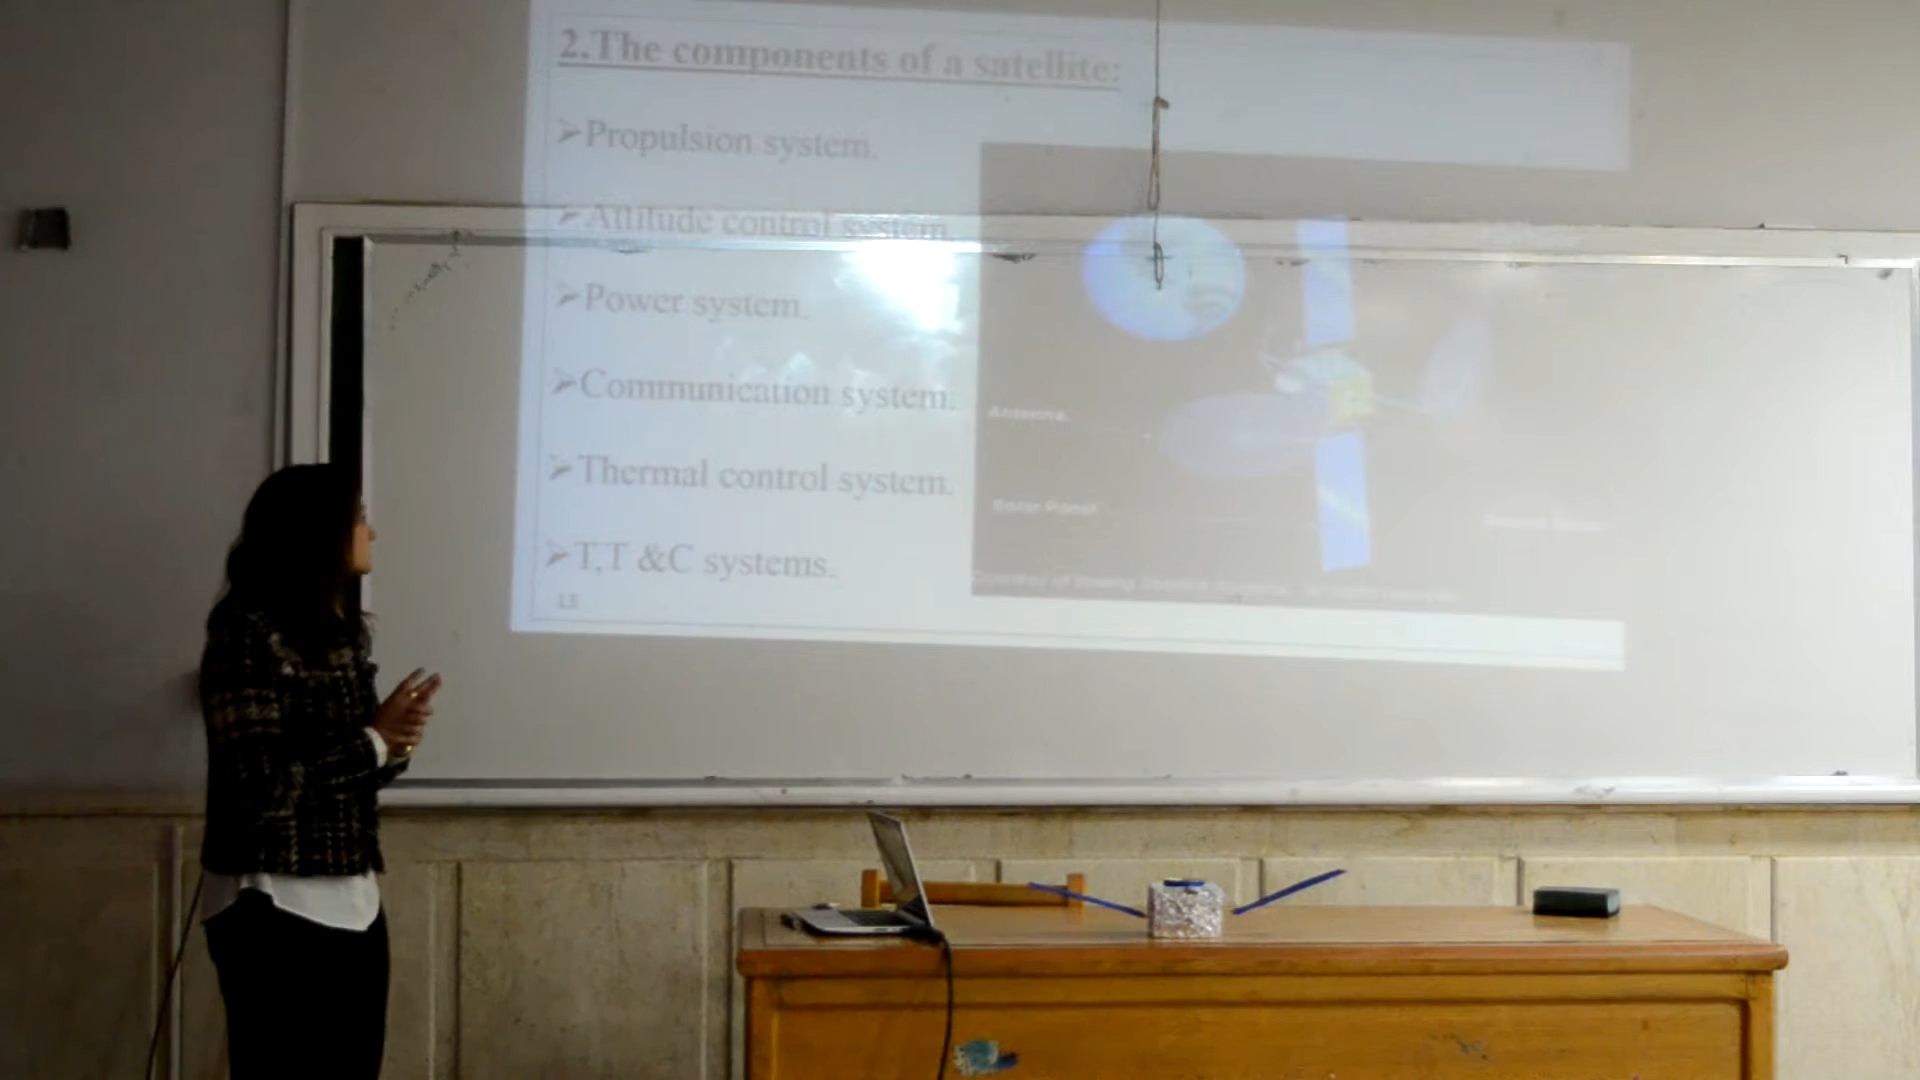 2.The components of a satellite:
➢Propulsion system.
➢Attitude control system.
➢Power system.
➢Communication system.
Antenna
➢Thermal control system.
Solar Panel
➢T,T &C systems.
13